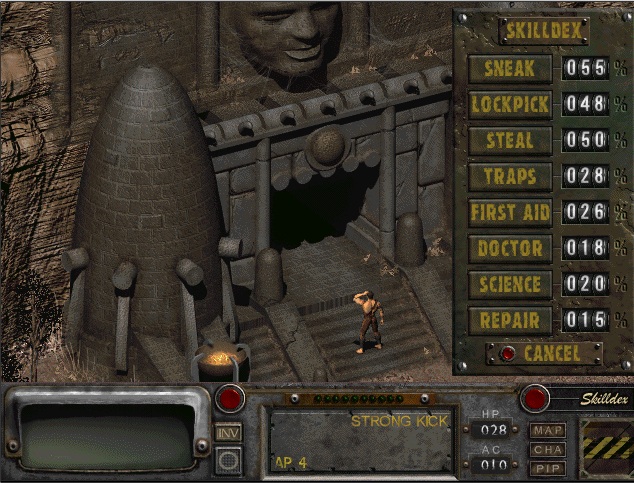 SKILLDEX
SNEAK 055 %
LOCKPICK 048 %
STEAL 050 %
TRAPS 028 %
FIRST AID 026 %
DOCTOR 018 %
SCIENCE 020 %
REPAIR 015 %
CANCEL
Skilldex
STRONG KICK
HP
INV
028
MAP
AC
CHA
AP 4
010
PIP